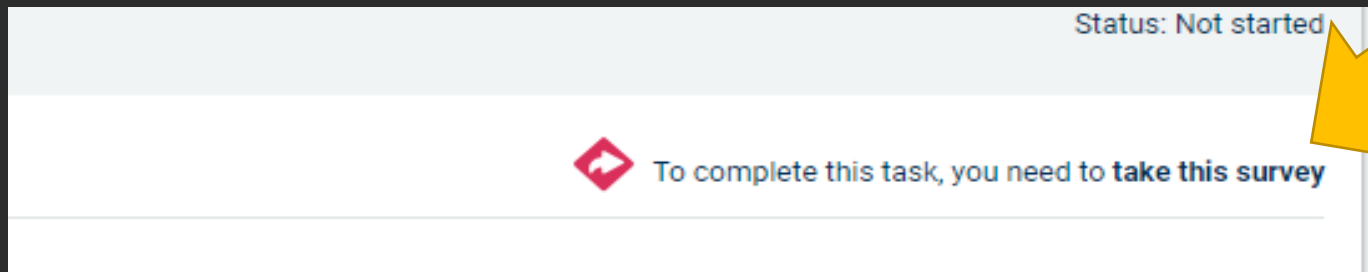 Status: Not started
To complete this task, you need to take this survey